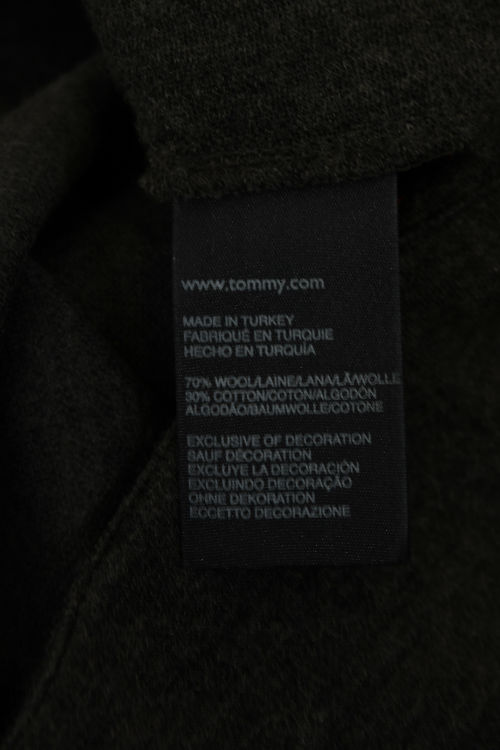 www.tommy.com
MADE IN TURKEY
FABRIQUÉ EN TURQUIE
HECHO EN TURQUÍA
70% WOOL/LAINE/LANA/LÃ/WOLLE
30% COTTON/COTON/ALGODÓN
ALGODÃO/BAUMWOLLE/COTONE
EXCLUSIVE OF DECORATION
SAUF DÉCORATION
EXCLUYE LA DECORACIÓN
EXCLUINDO DECORAÇÃO
OHNE DEKORATION
ECCETTO DECORAZIONE